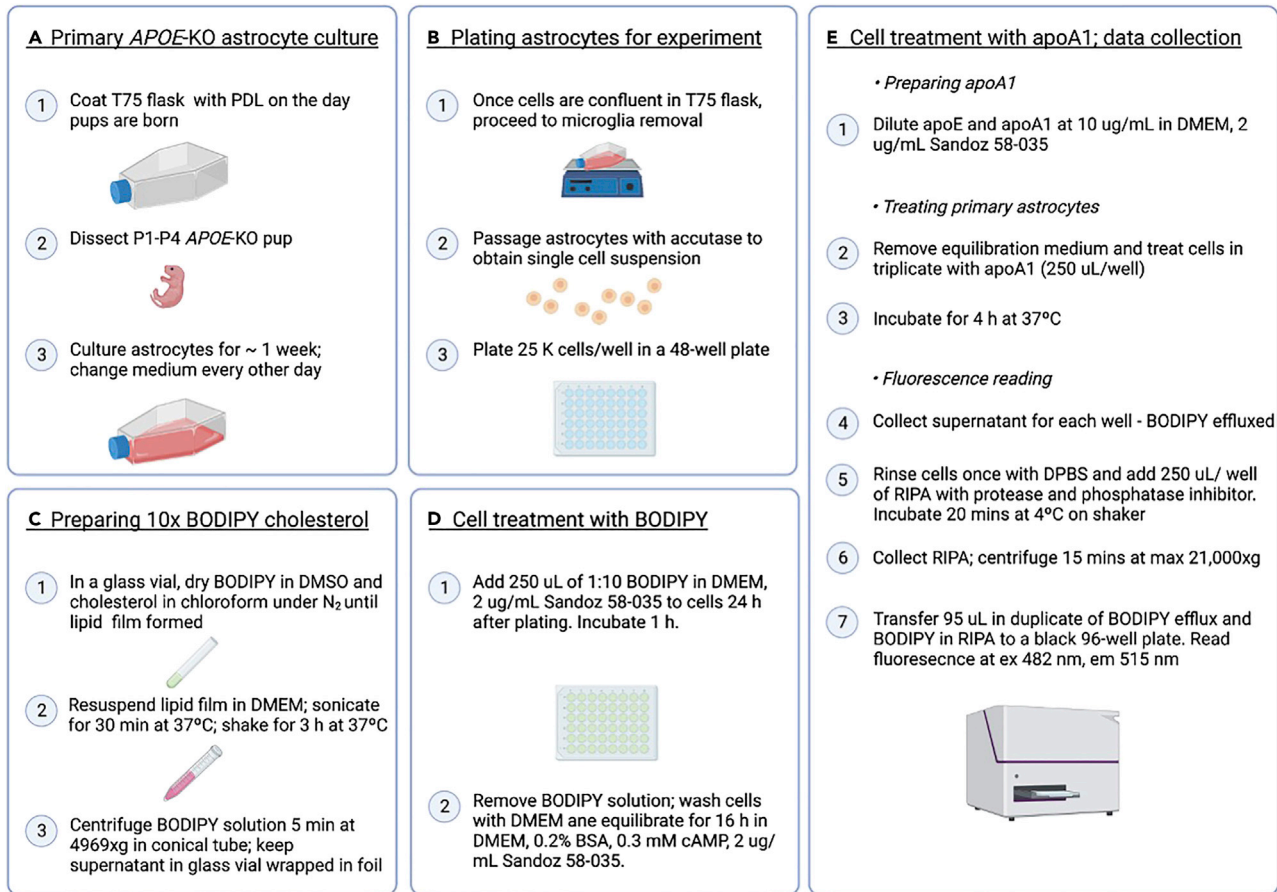 A Primary APOE-KO astrocyte culture
1
Coat T75 flask with PDL on the day
pups are born
2
Dissect P1-P4 APOE-KO pup
3
Culture astrocytes for ~ 1 week;
change medium every other day
B Plating astrocytes for experiment
1
Once cells are confluent in T75 flask,
proceed to microglia removal
2
Passage astrocytes with accutase to
obtain single cell suspension
3
Plate 25 K cells/well in a 48-well plate
C Preparing 10x BODIPY cholesterol
1
In a glass vial, dry BODIPY in DMSO and
cholesterol in chloroform under N₂ until
lipid film formed
2
Resuspend lipid film in DMEM; sonicate
for 30 min at 37ºC; shake for 3 h at 37ºC
3
Centrifuge BODIPY solution 5 min at
4969xg in conical tube; keep
supernatant in glass vial wrapped in foil
D Cell treatment with BODIPY
1
Add 250 uL of 1:10 BODIPY in DMEM,
2 ug/mL Sandoz 58-035 to cells 24 h
after plating. Incubate 1 h.
2
Remove BODIPY solution; wash cells
with DMEM ane equilibrate for 16 h in
DMEM, 0.2% BSA, 0.3 mM cAMP, 2 ug/
mL Sandoz 58-035.
E Cell treatment with apoA1; data collection
• Preparing apoA1
1
Dilute apoE and apoA1 at 10 ug/mL in DMEM, 2
ug/mL Sandoz 58-035
• Treating primary astrocytes
2
Remove equilibration medium and treat cells in
triplicate with apoA1 (250 uL/well)
3
Incubate for 4 h at 37ºC
• Fluorescence reading
4
Collect supernatant for each well - BODIPY effluxed
5
Rinse cells once with DPBS and add 250 uL/ well
of RIPA with protease and phosphatase inhibitor.
Incubate 20 mins at 4ºC on shaker
6
Collect RIPA; centrifuge 15 mins at max 21,000xg
7
Transfer 95 uL in duplicate of BODIPY efflux and
BODIPY in RIPA to a black 96-well plate. Read
fluoresecnce at ex 482 nm, em 515 nm